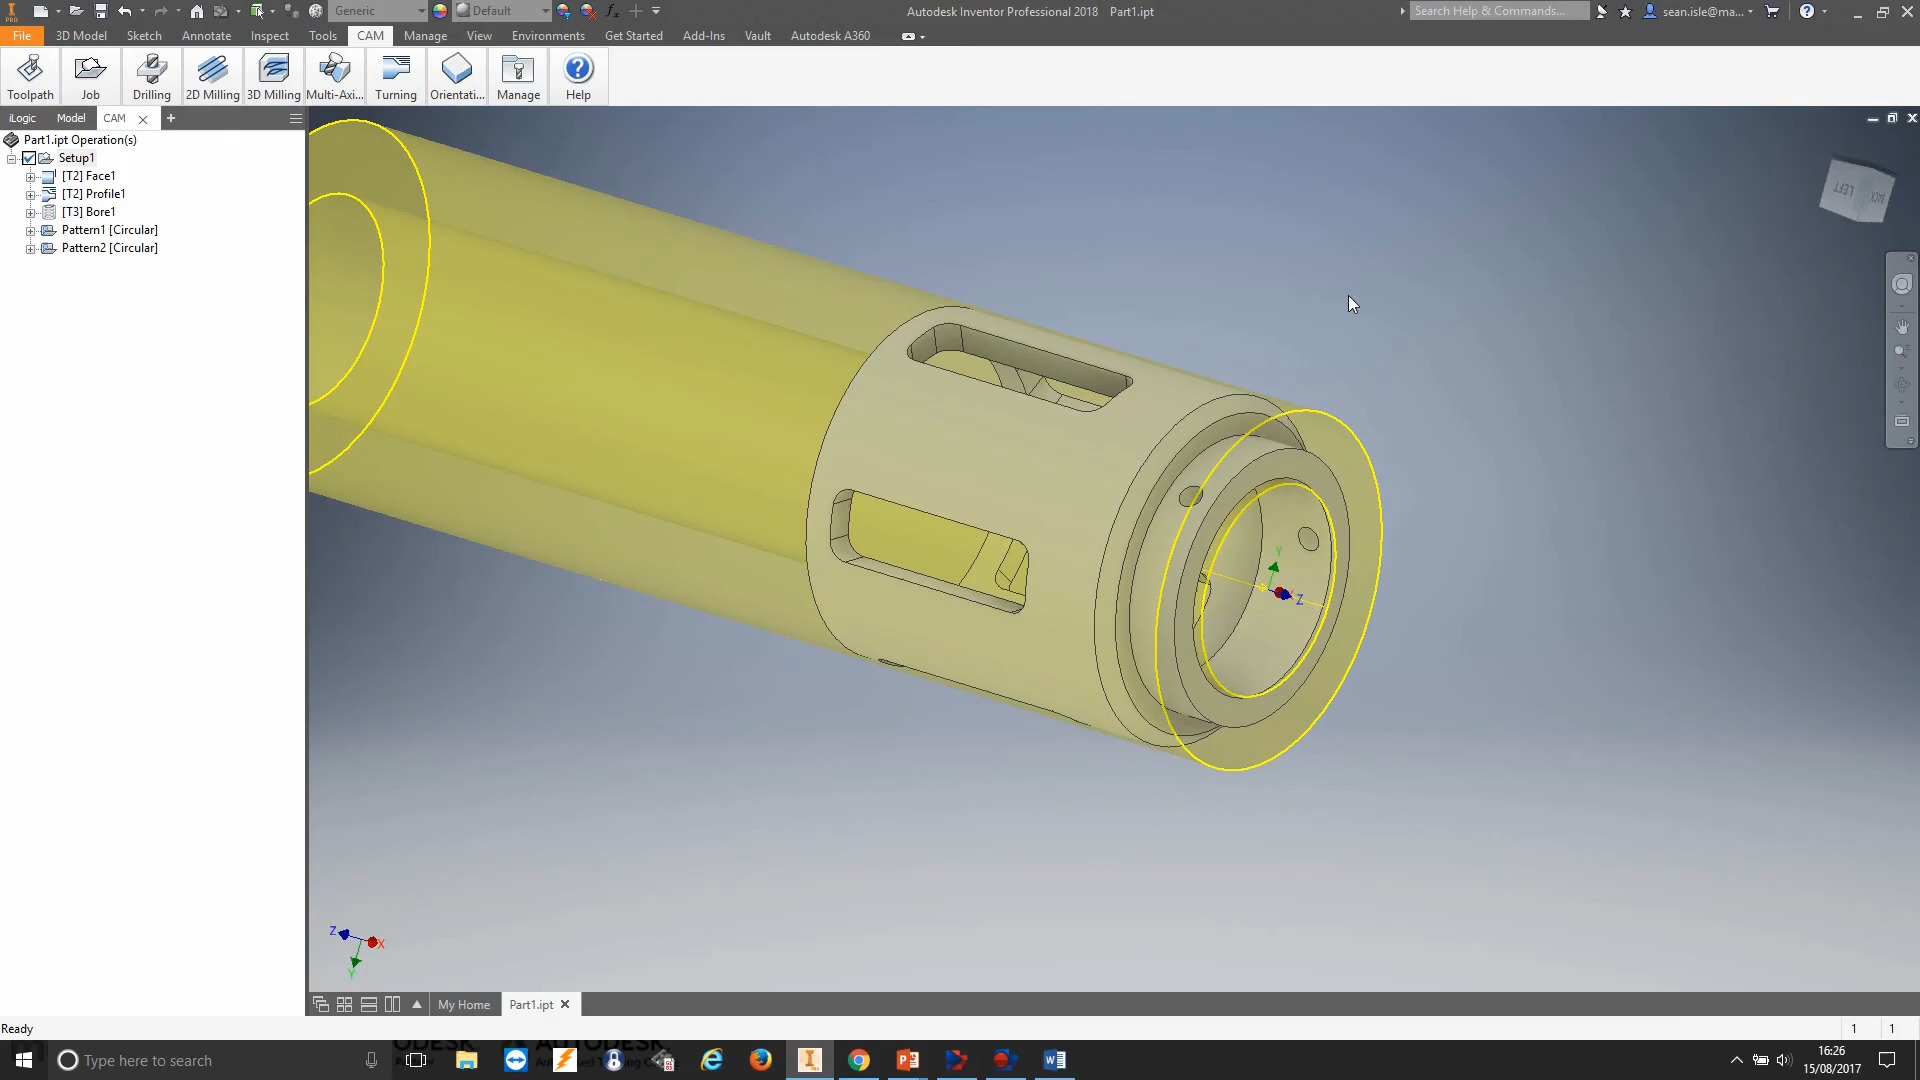 Generic
Default
Autodesk Inventor Professional 2018 Part1.ipt
Search Help & Commands...
sean.isle@ma...
File 3D Model Sketch Annotate Inspect Tools CAM Manage View Environments Get Started Add-Ins Vault Autodesk A360
Toolpath Job Drilling 2D Milling 3D Milling Multi-Axi... Turning Orientati... Manage Help
iLogic Model CAM
Part1.ipt Operation(s)
Setup1
[T2] Face1
[T2] Profile1
[T3] Bore1
Pattern1 [Circular]
Pattern2 [Circular]
LEFT
BACK
Y
Z
Z
X
Y
My Home Part1.ipt
Ready
1 1
Type here to search
16:26
15/08/2017